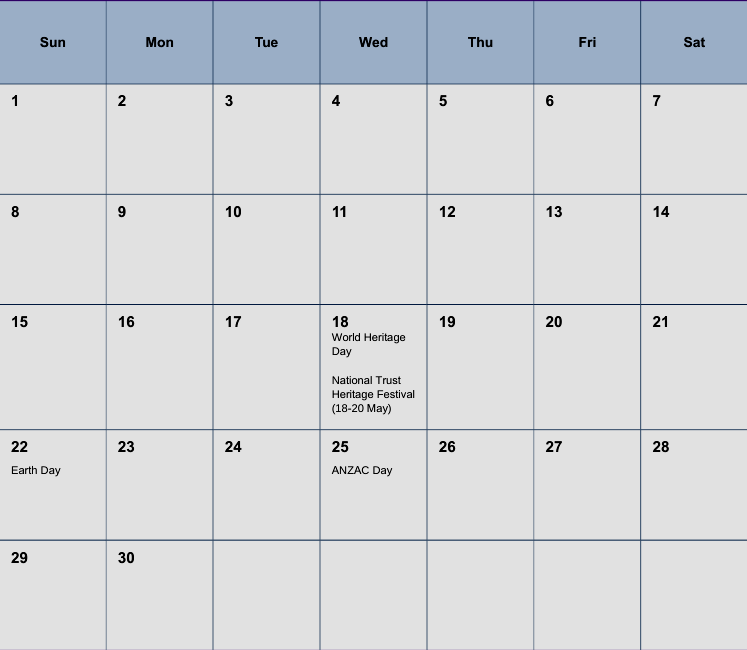 Sun Mon Tue Wed Thu Fri Sat
1 2 3 4 5 6 7
8 9 10 11 12 13 14
15 16 17 18 19 20 21
World Heritage
Day
National Trust
Heritage Festival
(18-20 May)
22 23 24 25 26 27 28
Earth Day ANZAC Day
29 30